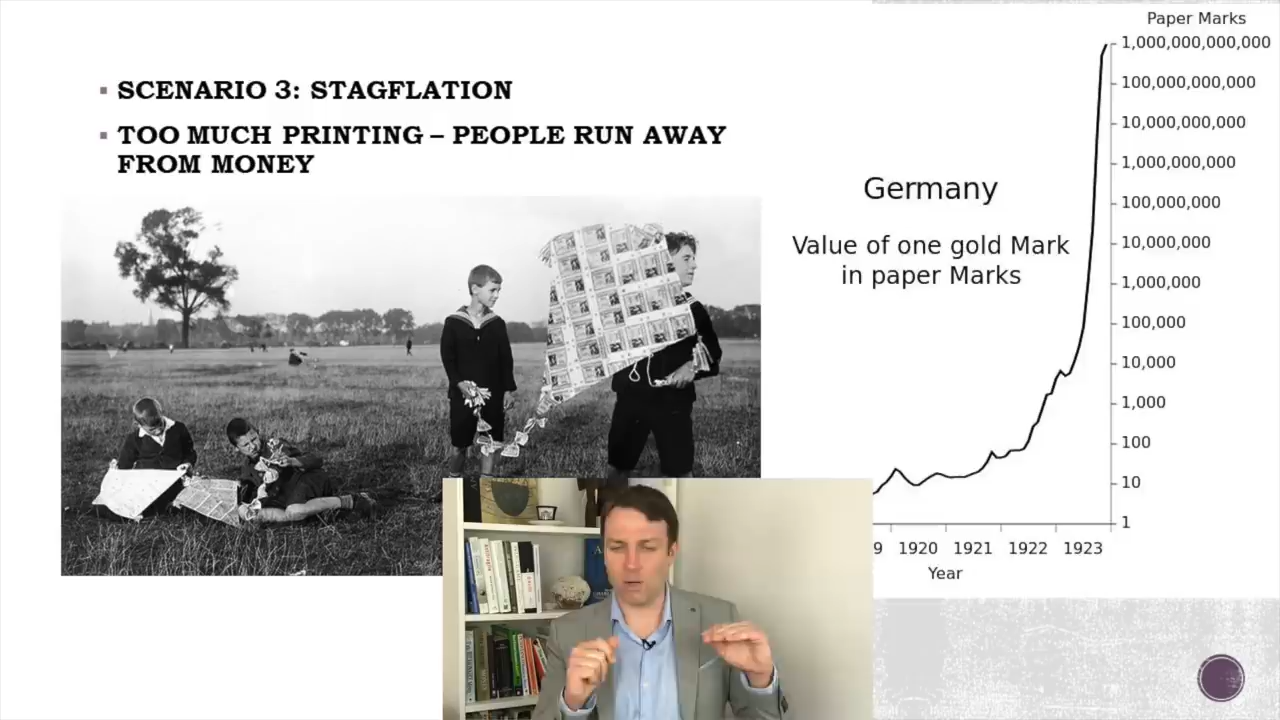 SCENARIO 3: STAGFLATION
TOO MUCH PRINTING – PEOPLE RUN AWAY
FROM MONEY
Germany
Value of one gold Mark
in paper Marks
Paper Marks
1,000,000,000,000
100,000,000,000
10,000,000,000
1,000,000,000
100,000,000
10,000,000
1,000,000
100,000
10,000
1,000
100
10
1
9 1920 1921 1922 1923
Year